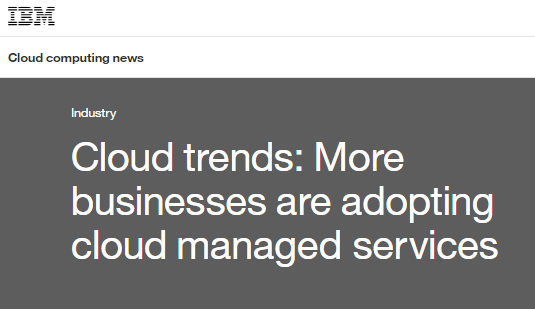 IBM
Cloud computing news
Industry
Cloud trends: More
businesses are adopting
cloud managed services